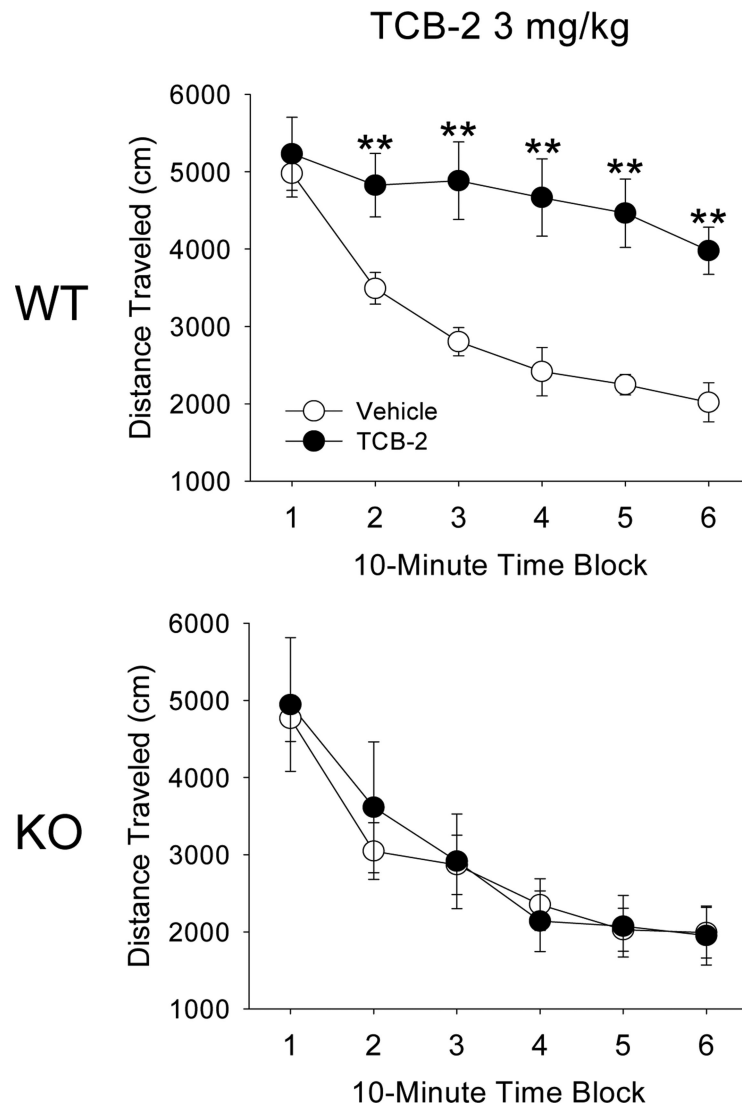 TCB-2 3 mg/kg
WT
Distance Traveled (cm)
6000
5000
4000
3000
2000
1000
**
**
**
**
**
Vehicle
TCB-2
1 2 3 4 5 6
10-Minute Time Block
KO
Distance Traveled (cm)
6000
5000
4000
3000
2000
1000
1 2 3 4 5 6
10-Minute Time Block